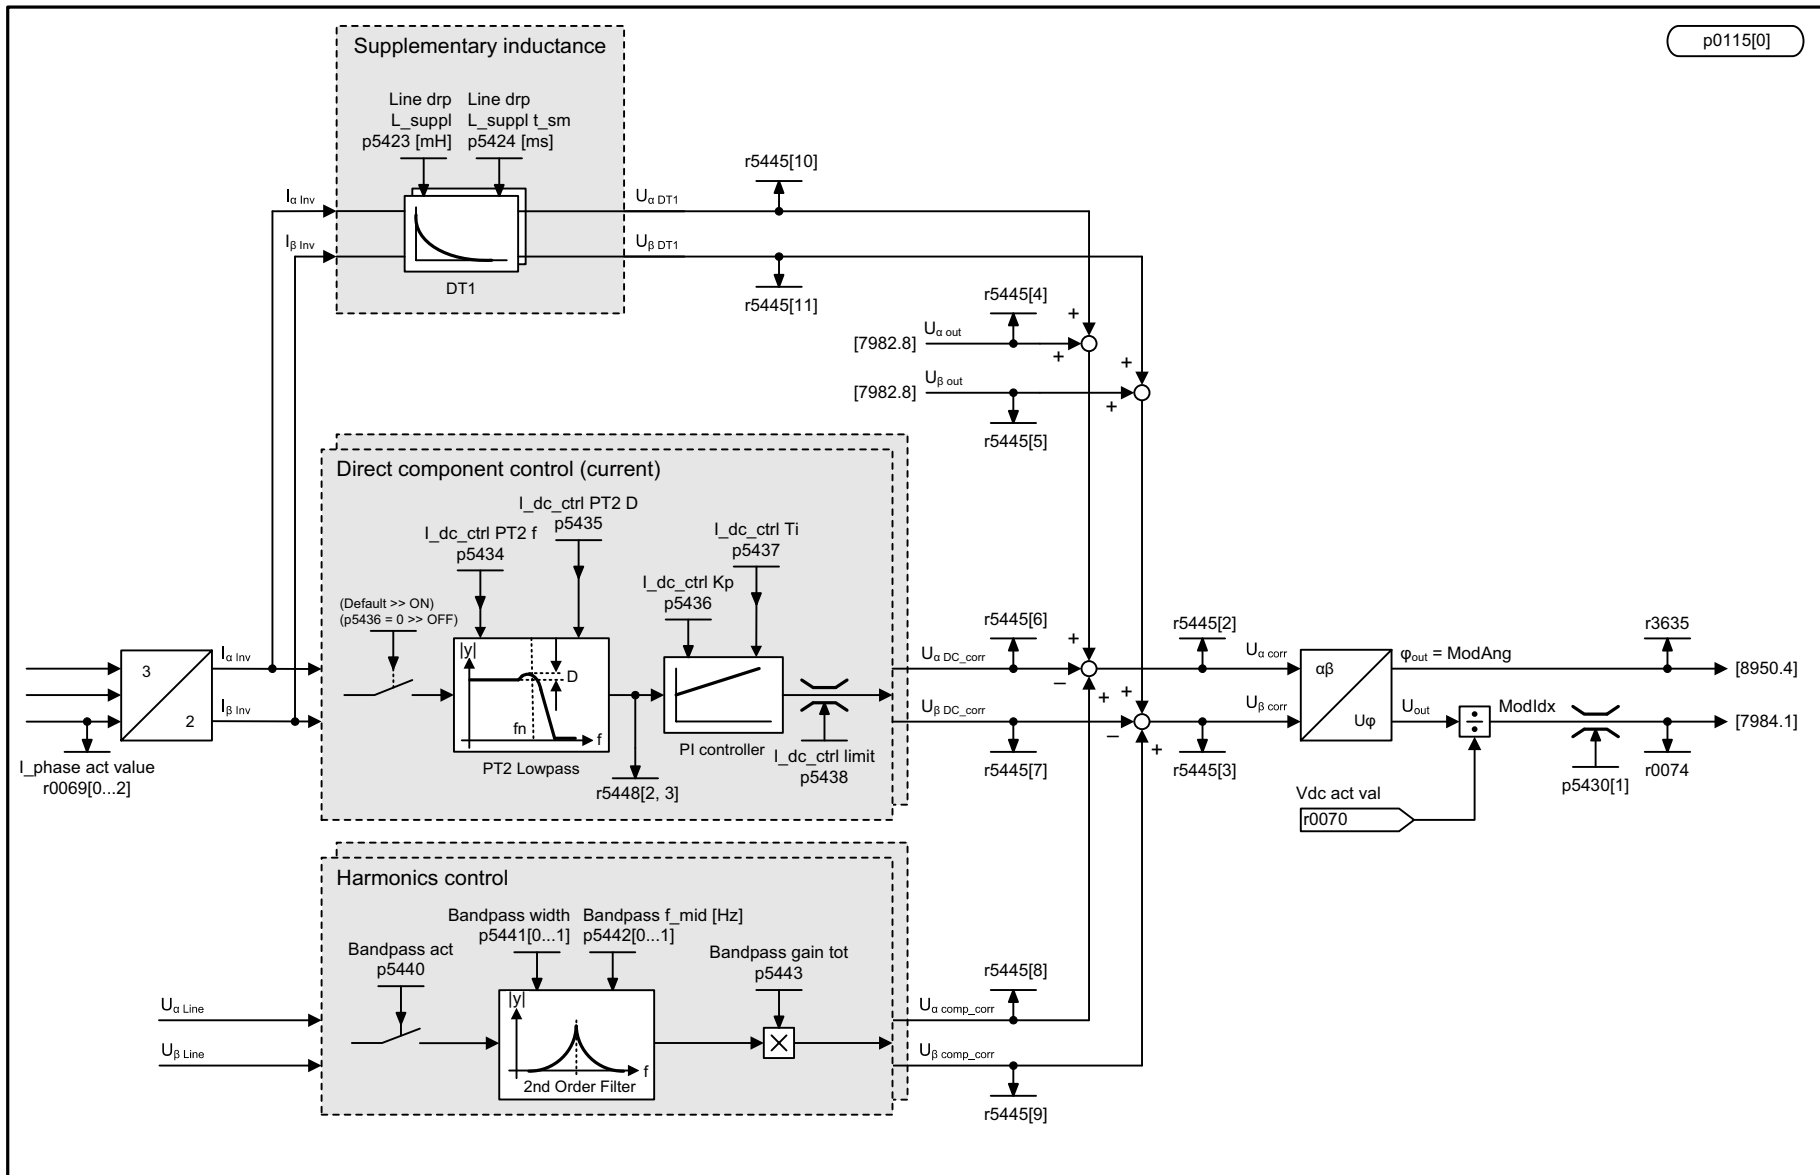 p0115[0]
Supplementary inductance
Line drp
L_suppl
p5423 [mH]
Line drp
L_suppl t_sm
p5424 [ms]
r5445[10]
Iα Inv
Uα DT1
Iβ Inv
Uβ DT1
DT1
r5445[11]
r5445[4]
+
[7982.8]
Uα out
+
+
[7982.8]
Uβ out
+
r5445[5]
Direct component control (current)
I_dc_ctrl PT2 D
p5435
I_dc_ctrl PT2 f
p5434
I_dc_ctrl Ti
p5437
I_dc_ctrl Kp
p5436
(Default >> ON)
(p5436 = 0 >> OFF)
|y|
D
fn
f
PT2 Lowpass
PI controller
I_dc_ctrl limit
p5438
r5448[2, 3]
3
2
Iα Inv
Iβ Inv
I_phase act value
r0069[0...2]
r5445[6]
+
Uα DC_corr
–
+
+
Uβ DC_corr
–
+
r5445[7]
r5445[2]
Uα corr
Uβ corr
r5445[3]
αβ
Uφ
φout = ModAng
r3635
[8950.4]
Uout
÷
ModIdx
[7984.1]
p5430[1]
r0074
Vdc act val
r0070
Harmonics control
Bandpass width
p5441[0...1]
Bandpass f_mid [Hz]
p5442[0...1]
Bandpass act
p5440
Bandpass gain tot
p5443
|y|
f
2nd Order Filter
×
Uα Line
Uβ Line
r5445[8]
Uα comp_corr
Uβ comp_corr
r5445[9]